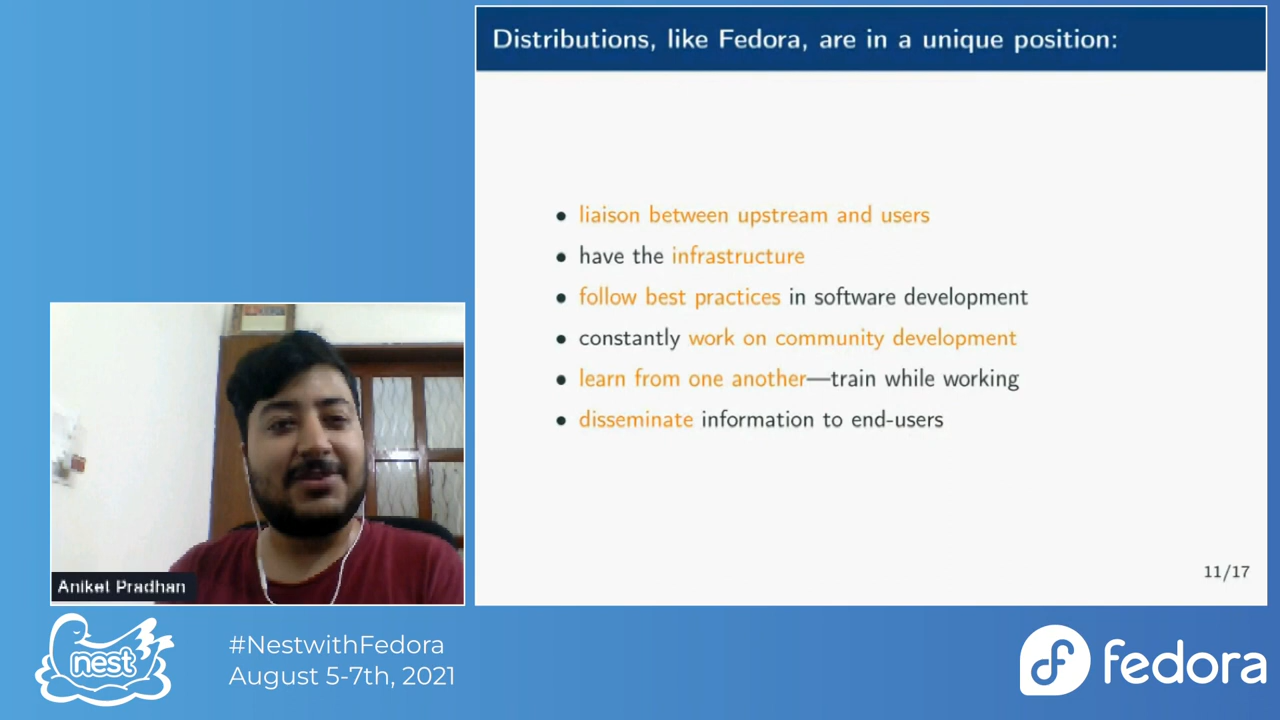 Distributions, like Fedora, are in a unique position:
• liaison between upstream and users
• have the infrastructure
• follow best practices in software development
• constantly work on community development
• learn from one another—train while working
• disseminate information to end-users
11/17
Aniket Pradhan
nest
#NestwithFedora
August 5-7th, 2021
fedora